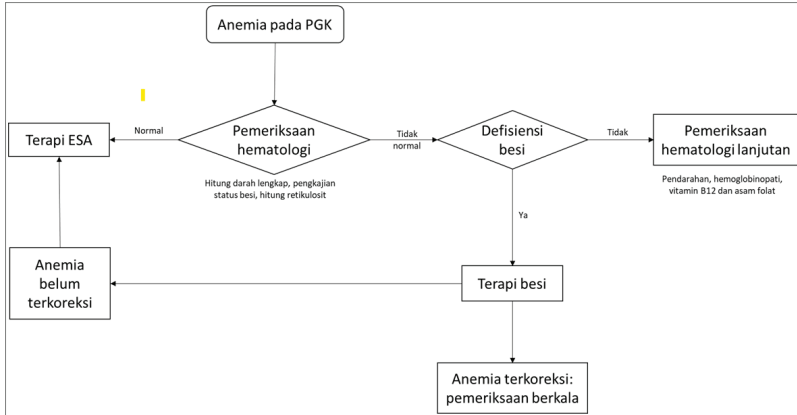 Anemia pada PGK
Terapi ESA
Normal
Pemeriksaan
hematologi
Tidak
normal
Defisiensi
besi
Tidak
Pemeriksaan
hematologi lanjutan
Hitung darah lengkap, pengkajian
status besi, hitung retikulosit
Pendarahan, hemoglobinopati,
vitamin B12 dan asam folat
Ya
Anemia
belum
terkoreksi
Terapi besi
Anemia terkoreksi:
pemeriksaan berkala